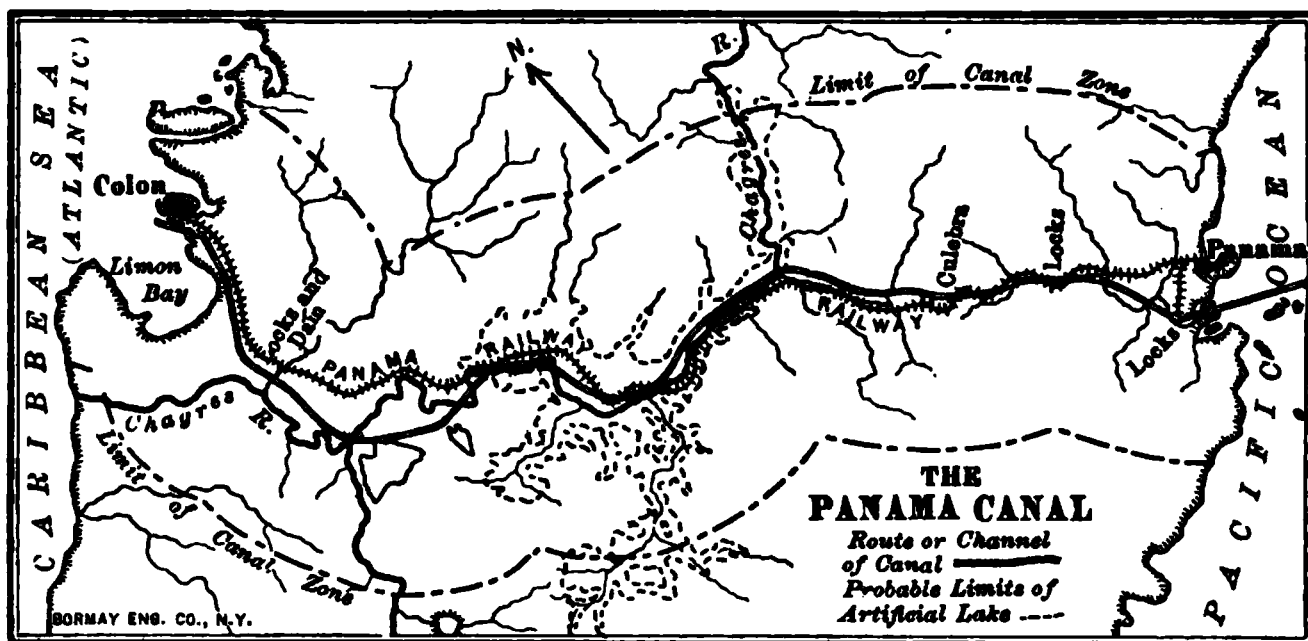 CARIBBEAN SEA
(ATLANTIC)
Colon
Limon
Bay
N.
R.
Chagres
Limit of Canal Zone
Locks and
Dam
PANAMA RAILWAY
RAILWAY
Culebra
Locks
Locks
Panama
PACIFIC OCEAN
Chagres R.
Limit of Canal Zone
THE
PANAMA CANAL
Route or Channel
of Canal
Probable Limits of
Artificial Lake
BORMAY ENG. CO., N.Y.